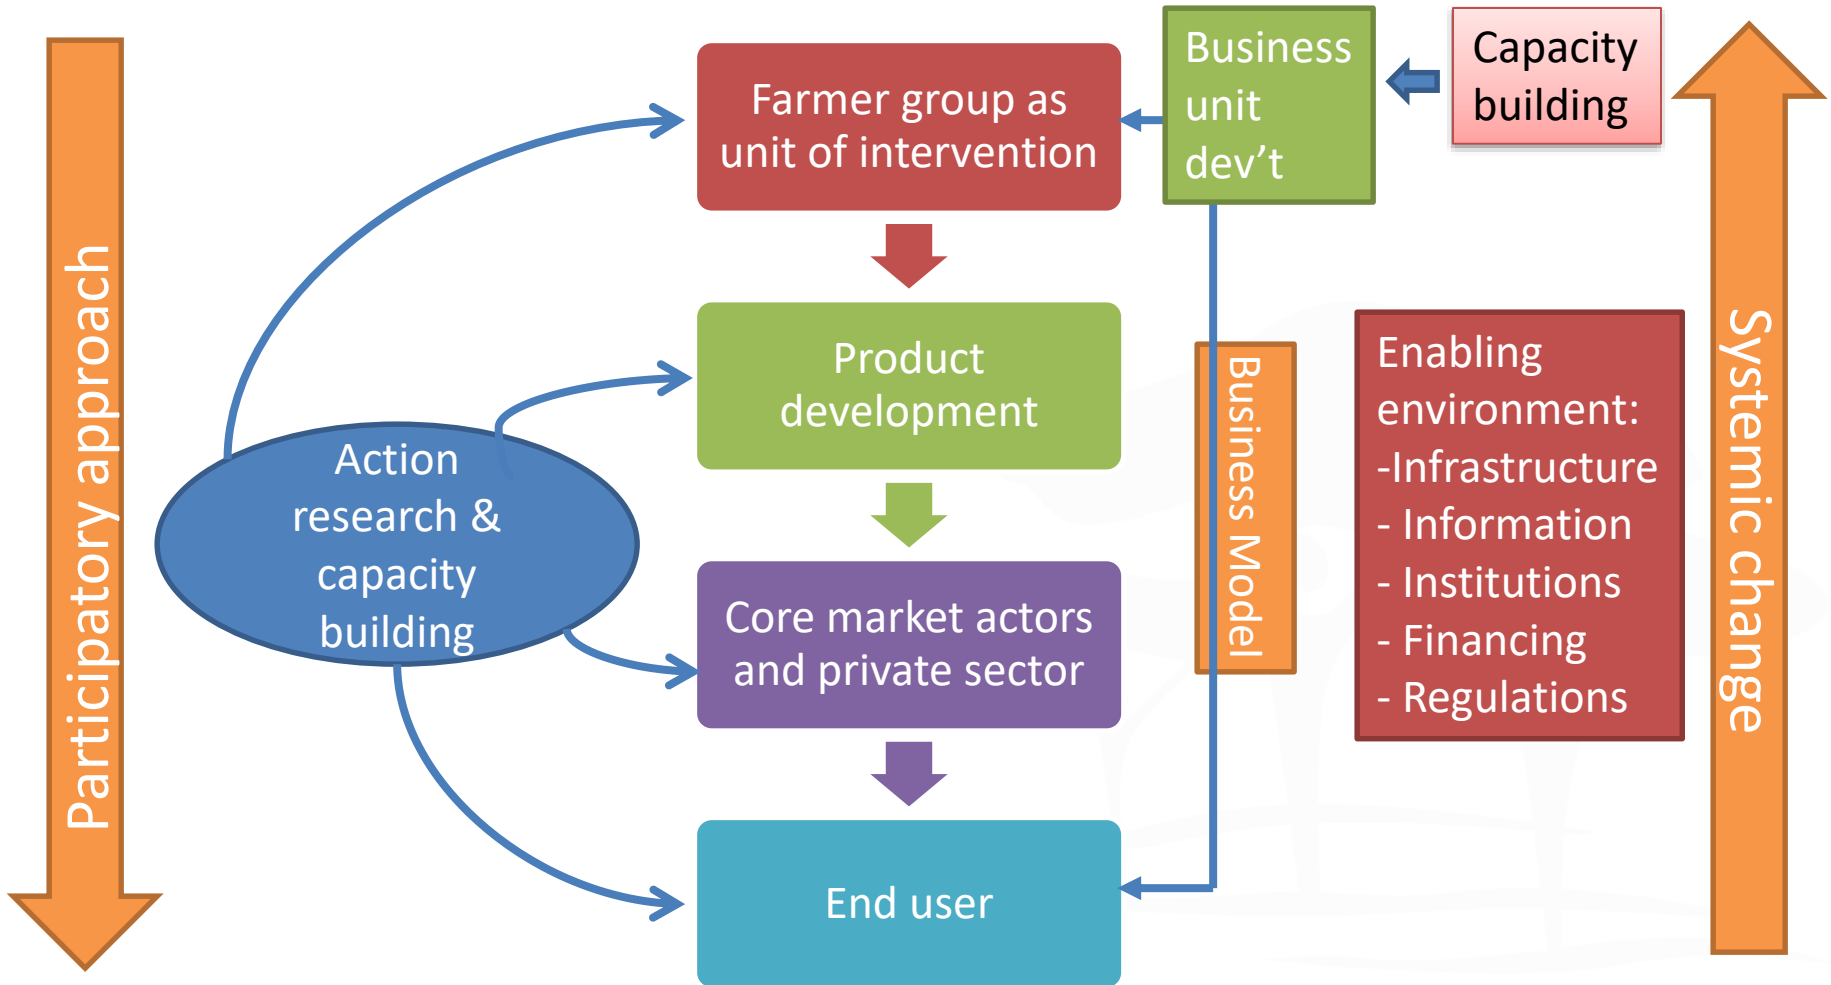 Participatory approach
Farmer group as
unit of intervention
Business
unit
dev’t
Capacity
building
Product
development
Action
research &
capacity
building
Core market actors
and private sector
End user
Business Model
Enabling
environment:
-Infrastructure
- Information
- Institutions
- Financing
- Regulations
Systemic change